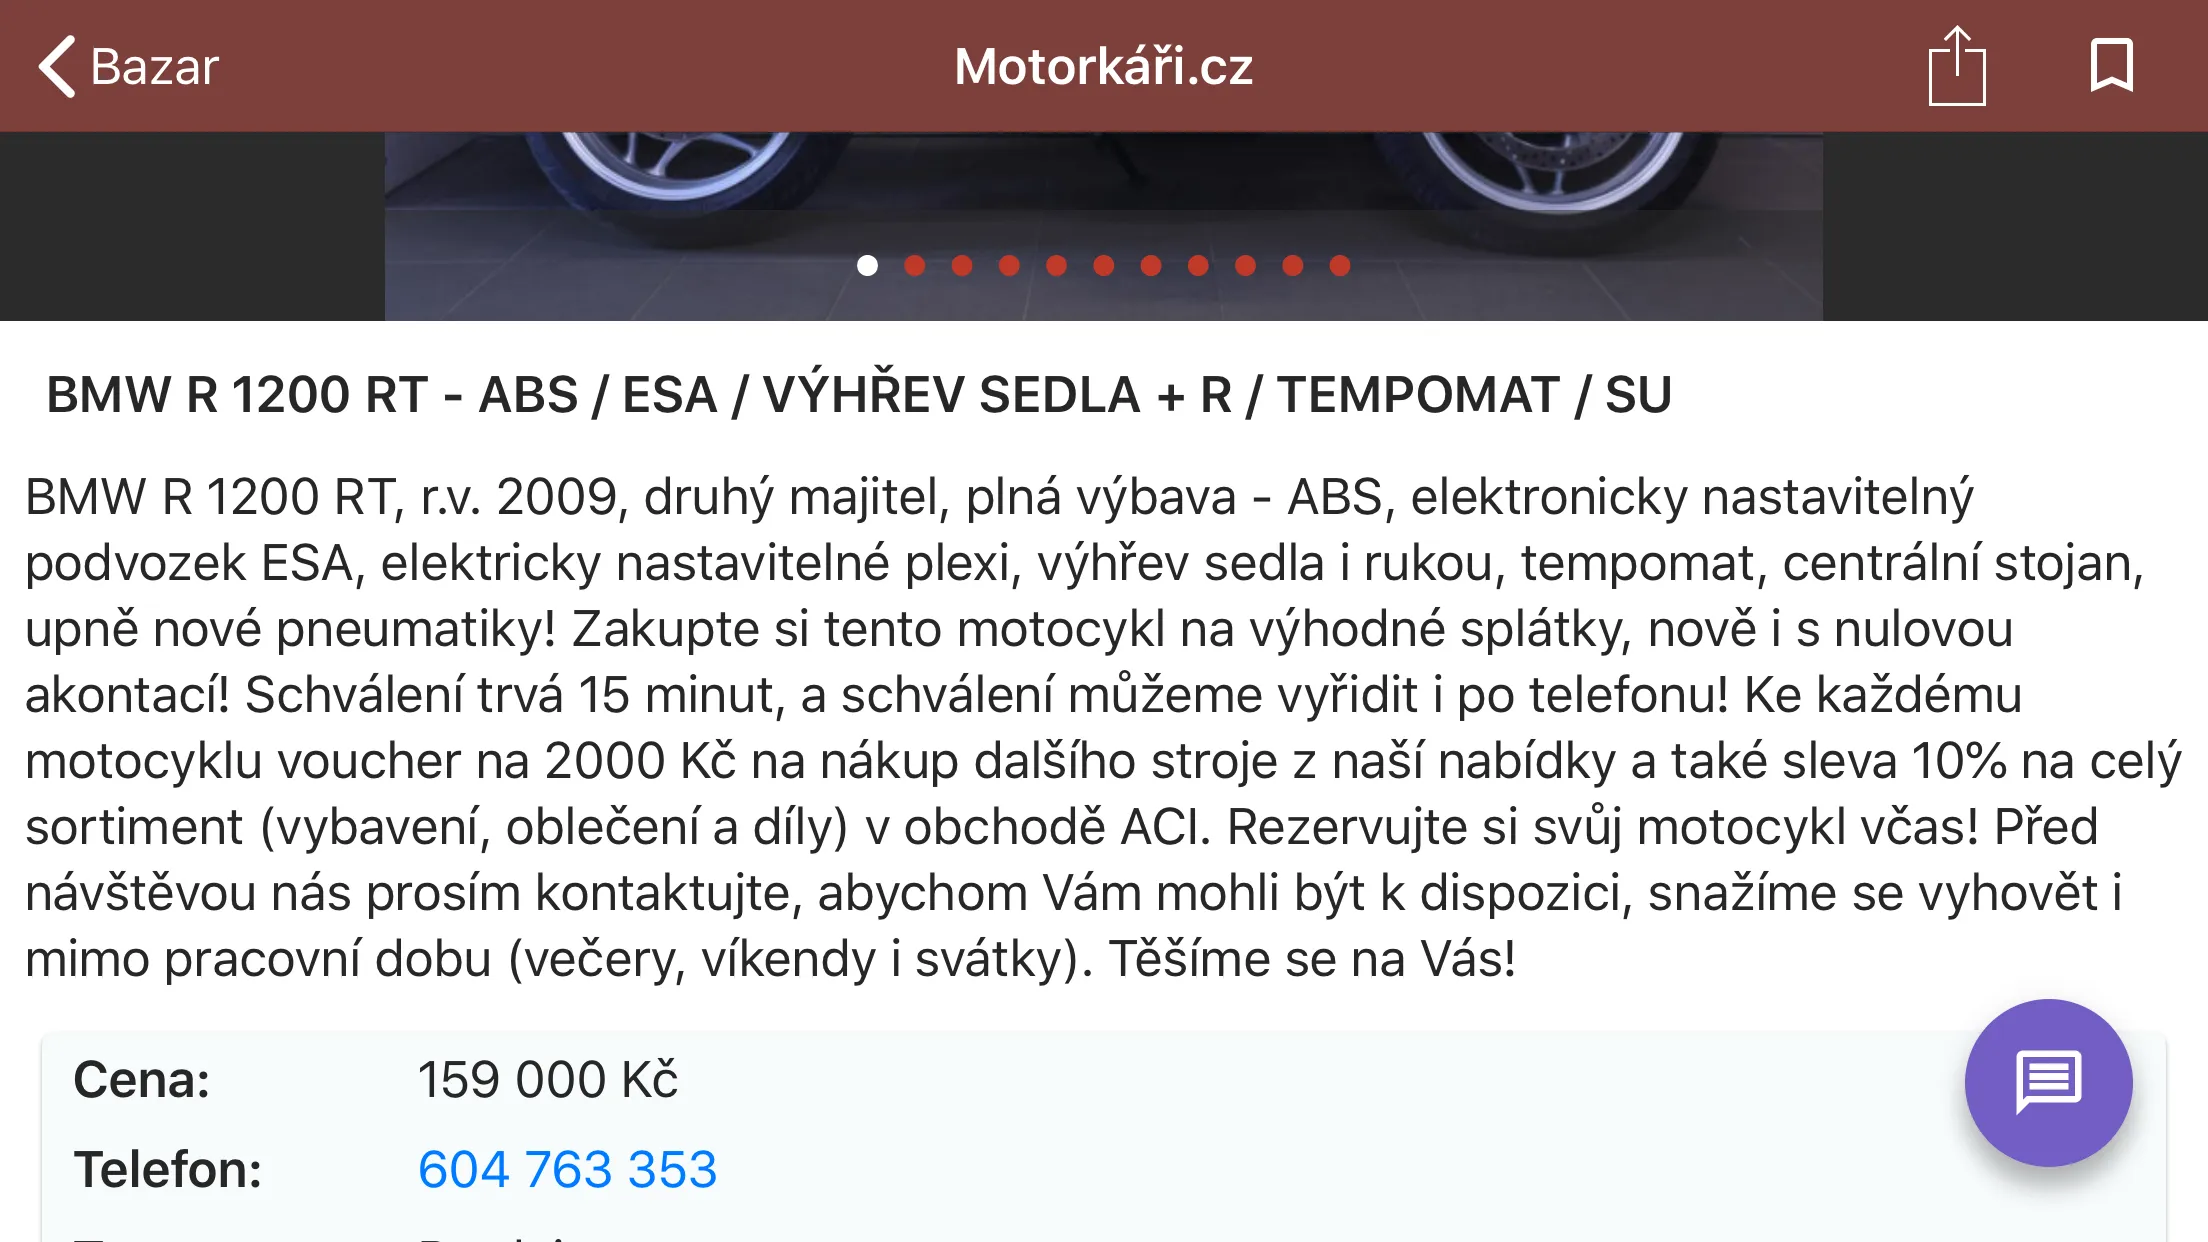 Bazar
Motorkáři.cz
BMW R 1200 RT - ABS / ESA / VÝHŘEV SEDLA + R / TEMPOMAT / SU
BMW R 1200 RT, r.v. 2009, druhý majitel, plná výbava - ABS, elektronicky nastavitelný
podvozek ESA, elektricky nastavitelné plexi, výhřev sedla i rukou, tempomat, centrální stojan,
upně nové pneumatiky! Zakupte si tento motocykl na výhodné splátky, nově i s nulovou
akontací! Schválení trvá 15 minut, a schválení můžeme vyřidit i po telefonu! Ke každému
motocyklu voucher na 2000 Kč na nákup dalšího stroje z naší nabídky a také sleva 10% na celý
sortiment (vybavení, oblečení a díly) v obchodě ACI. Rezervujte si svůj motocykl včas! Před
návštěvou nás prosím kontaktujte, abychom Vám mohli být k dispozici, snažíme se vyhovět i
mimo pracovní dobu (večery, víkendy i svátky). Těšíme se na Vás!
Cena: 159 000 Kč
Telefon: 604 763 353